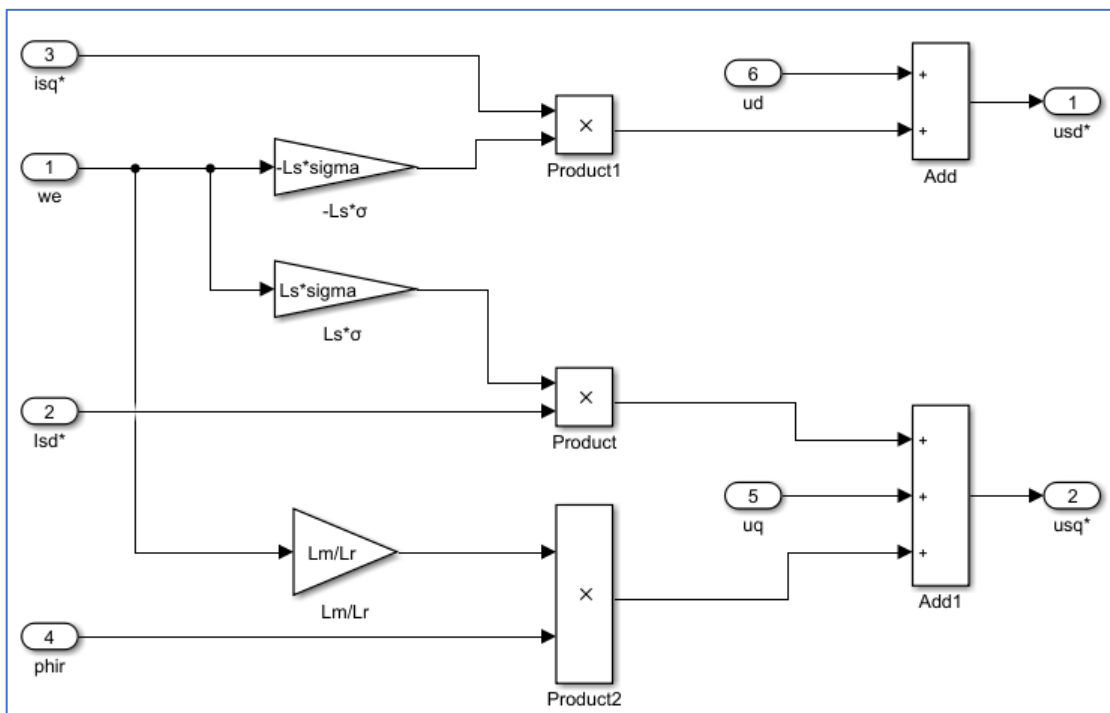 3
isq*
6
ud
+
+
Add
1
usd*
×
Product1
1
we
-Ls*sigma
-Ls*σ
Ls*sigma
Ls*σ
2
Isd*
×
Product
+
+
+
Add1
5
uq
2
usq*
Lm/Lr
Lm/Lr
×
Product2
4
phir